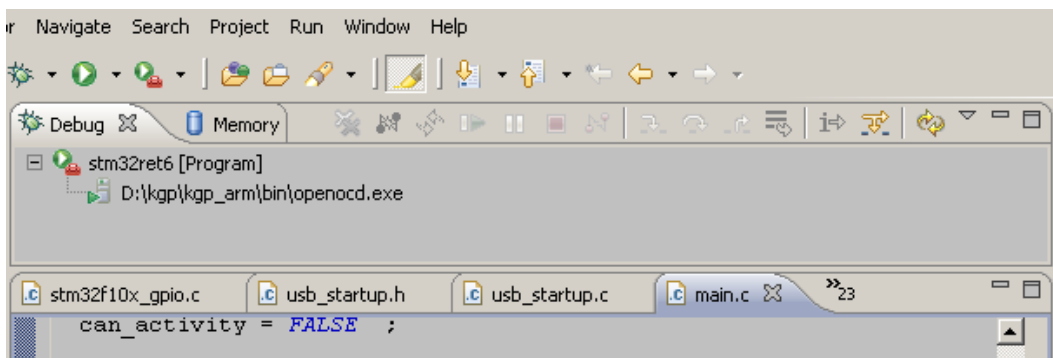 r Navigate Search Project Run Window Help
Debug Memory
stm32ret6 [Program]
D:\kgp\kgp_arm\bin\openocd.exe
stm32f10x_gpio.c usb_startup.h usb_startup.c main.c »23
can_activity = FALSE ;